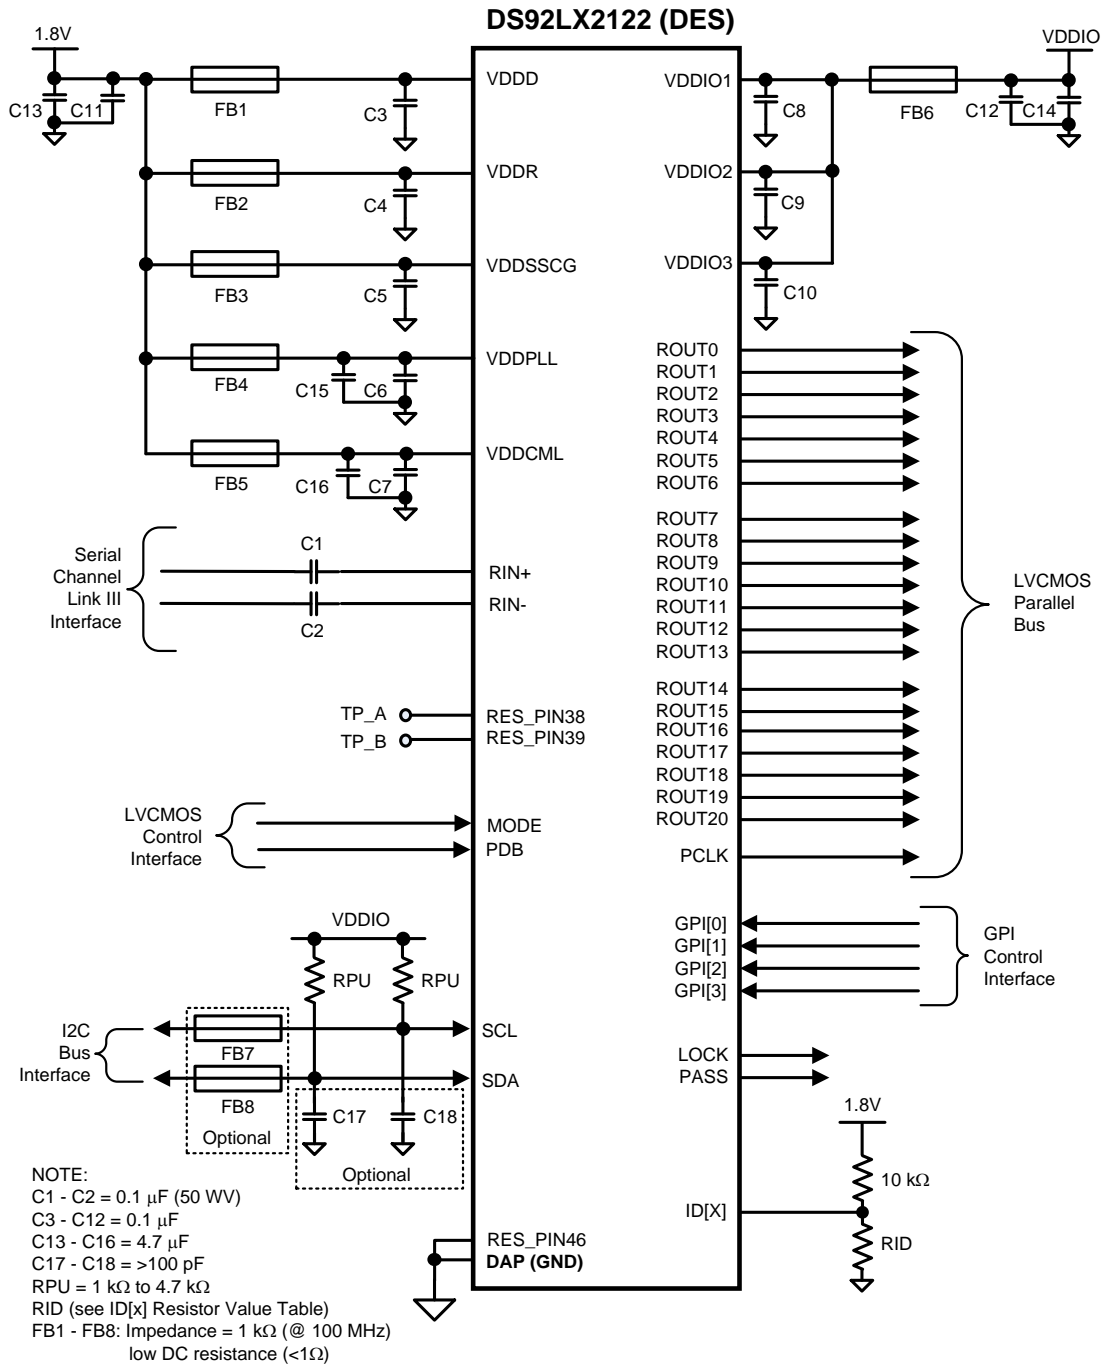 DS92LX2122 (DES)
1.8V
VDDIO
C13
C11
FB1
C3
VDDD
VDDIO1
C8
FB6
C12
C14
FB2
C4
VDDR
VDDIO2
C9
FB3
C5
VDDSSCG
VDDIO3
C10
FB4
C15
C6
VDDPLL
FB5
C16
C7
VDDCML
ROUT0
ROUT1
ROUT2
ROUT3
ROUT4
ROUT5
ROUT6
ROUT7
ROUT8
ROUT9
ROUT10
ROUT11
ROUT12
ROUT13
ROUT14
ROUT15
ROUT16
ROUT17
ROUT18
ROUT19
ROUT20
PCLK
LVCMOS
Parallel
Bus
Serial
Channel
Link III
Interface
C1
C2
RIN+
RIN-
TP_A
TP_B
RES_PIN38
RES_PIN39
LVCMOS
Control
Interface
MODE
PDB
GPI[0]
GPI[1]
GPI[2]
GPI[3]
GPI
Control
Interface
VDDIO
RPU
RPU
I2C
Bus
Interface
FB7
FB8
Optional
SCL
SDA
C17
C18
Optional
LOCK
PASS
1.8V
10 kΩ
ID[X]
RID
RES_PIN46
DAP (GND)
NOTE:
C1 - C2 = 0.1 μF (50 WV)
C3 - C12 = 0.1 μF
C13 - C16 = 4.7 μF
C17 - C18 = >100 pF
RPU = 1 kΩ to 4.7 kΩ
RID (see ID[x] Resistor Value Table)
FB1 - FB8: Impedance = 1 kΩ (@ 100 MHz)
low DC resistance (<1Ω)